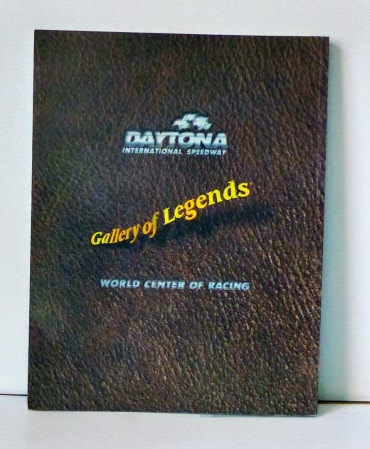 DAYTONA
INTERNATIONAL SPEEDWAY
Gallery of Legends
WORLD CENTER OF RACING